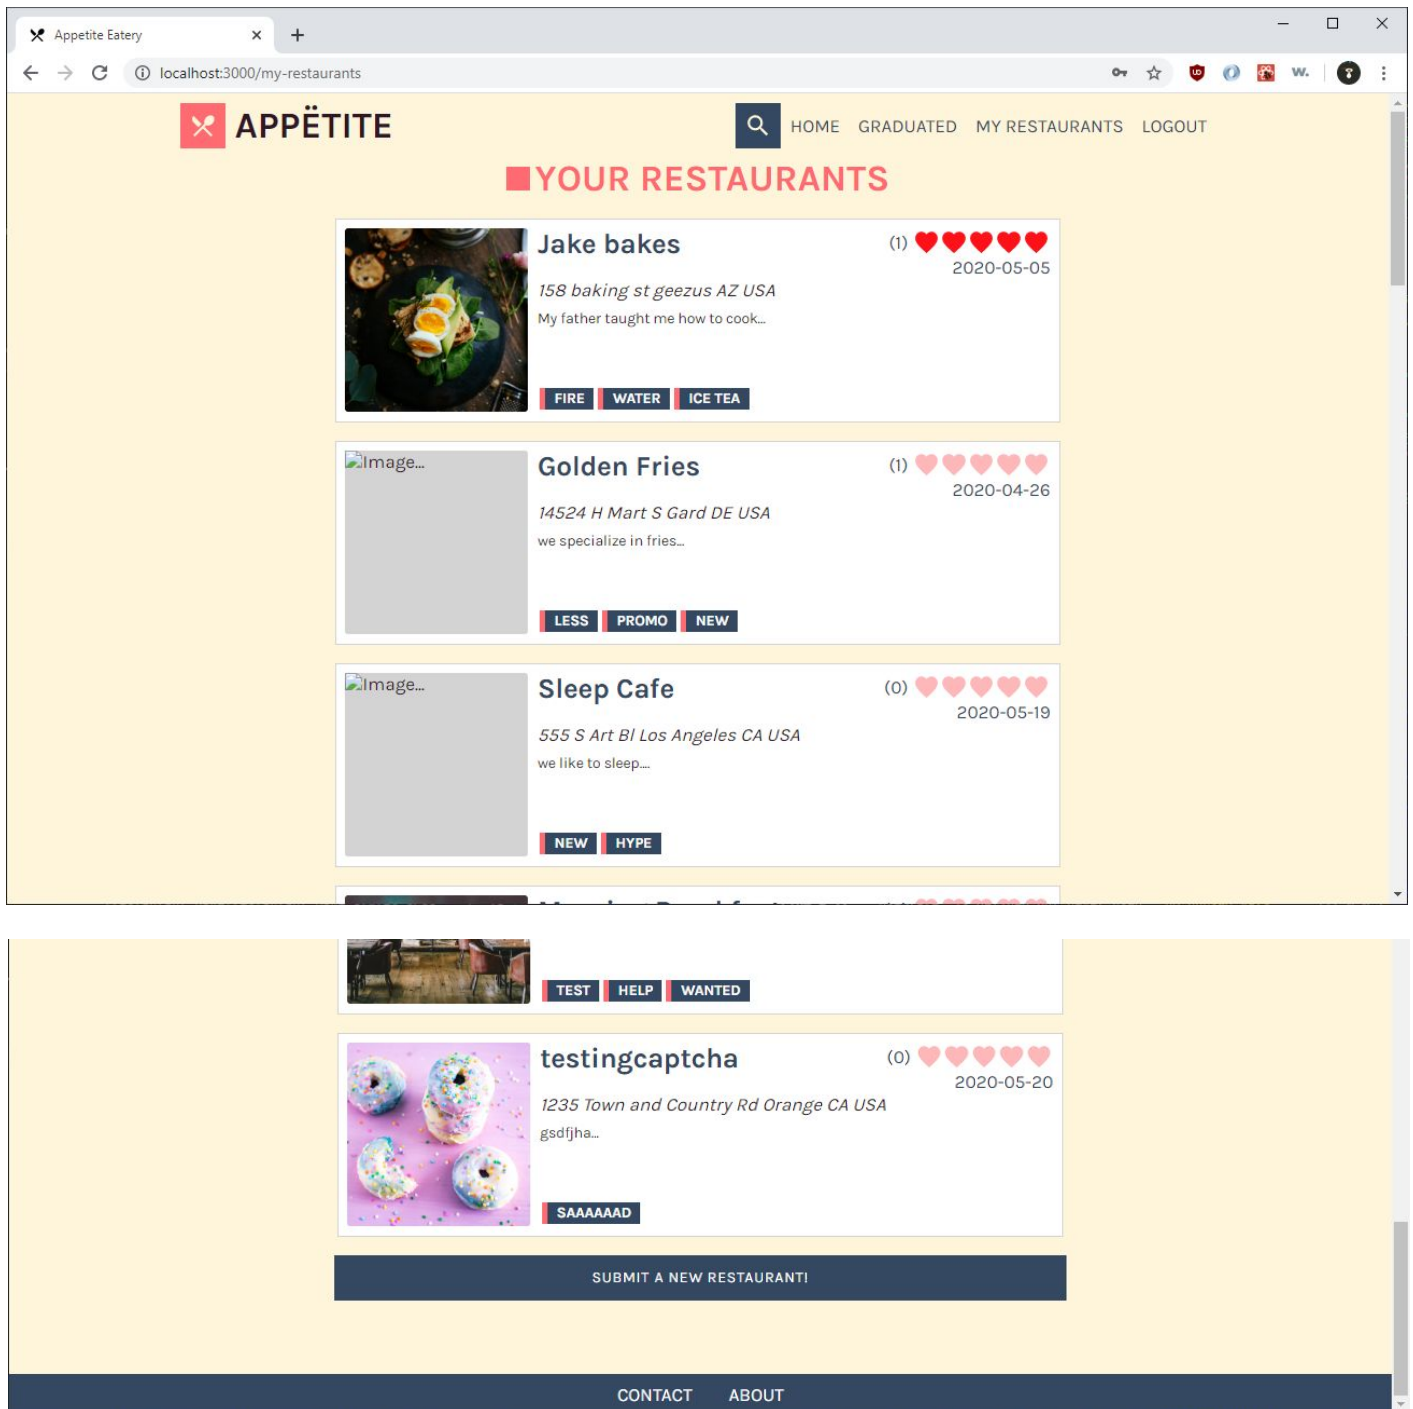 Appetite Eatery
localhost:3000/my-restaurants
W.
APPËTITE
HOME GRADUATED MY RESTAURANTS LOGOUT
YOUR RESTAURANTS
Jake bakes
(1)
2020-05-05
158 baking st geezus AZ USA
My father taught me how to cook...
FIRE WATER ICE TEA
Image...
Golden Fries
(1)
2020-04-26
14524 H Mart S Gard DE USA
we specialize in fries...
LESS PROMO NEW
Image...
Sleep Cafe
(0)
2020-05-19
555 S Art Bl Los Angeles CA USA
we like to sleep....
NEW HYPE
TEST HELP WANTED
testingcaptcha
(0)
2020-05-20
1235 Town and Country Rd Orange CA USA
gsdfjha...
SAAAAAAD
SUBMIT A NEW RESTAURANT!
CONTACT ABOUT